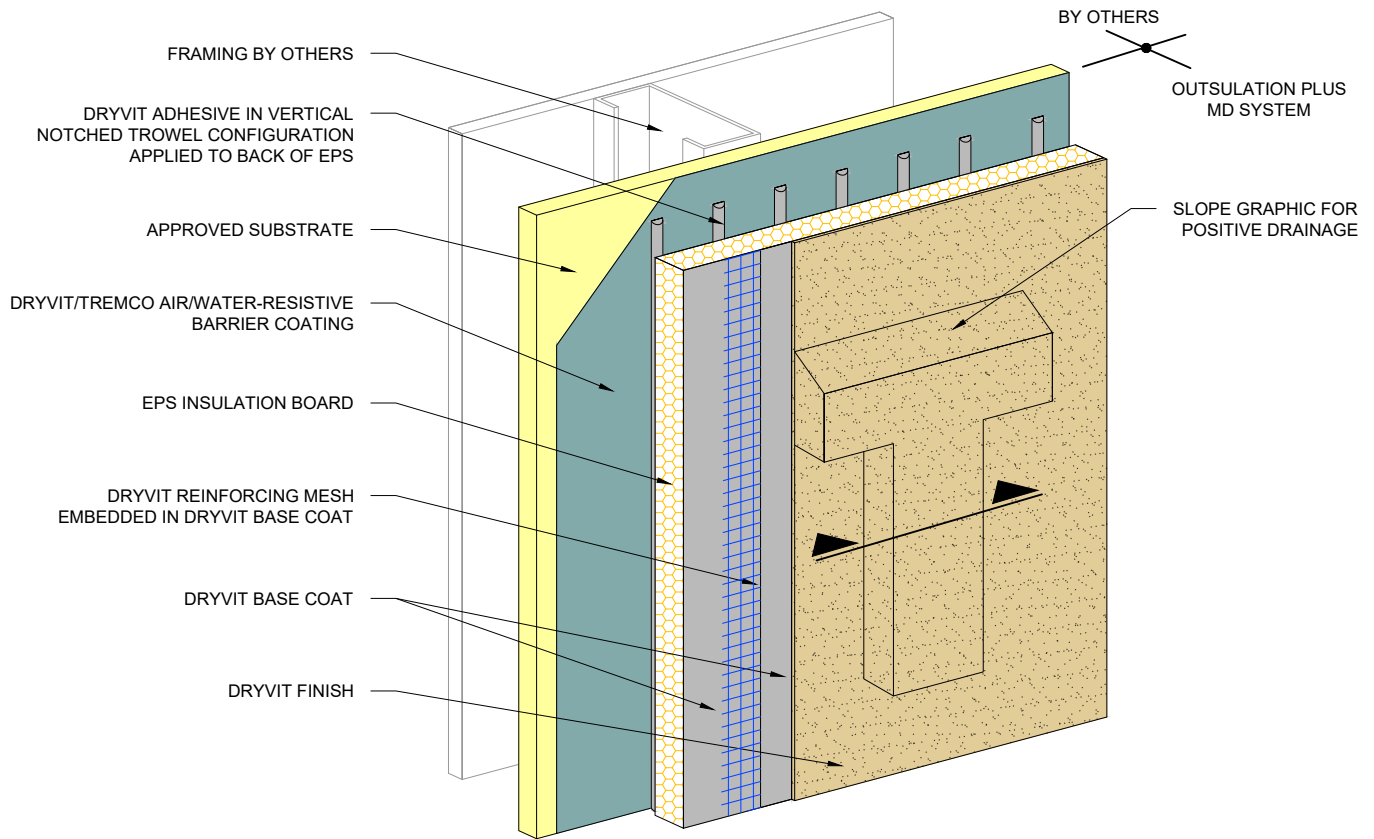 BY OTHERS
OUTSULATION PLUS
MD SYSTEM
FRAMING BY OTHERS
DRYVIT ADHESIVE IN VERTICAL
NOTCHED TROWEL CONFIGURATION
APPLIED TO BACK OF EPS
APPROVED SUBSTRATE
DRYVIT/TREMCO AIR/WATER-RESISTIVE
BARRIER COATING
EPS INSULATION BOARD
DRYVIT REINFORCING MESH
EMBEDDED IN DRYVIT BASE COAT
DRYVIT BASE COAT
DRYVIT FINISH
SLOPE GRAPHIC FOR
POSITIVE DRAINAGE